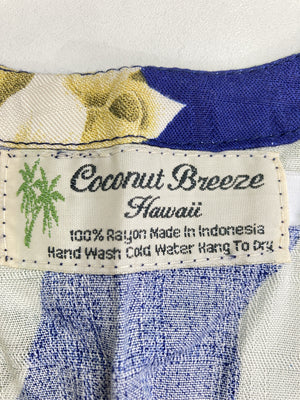 Coconut Breeze
Hawaii
100% Rayon Made In Indonesia
Hand Wash Cold Water Hang To Dry